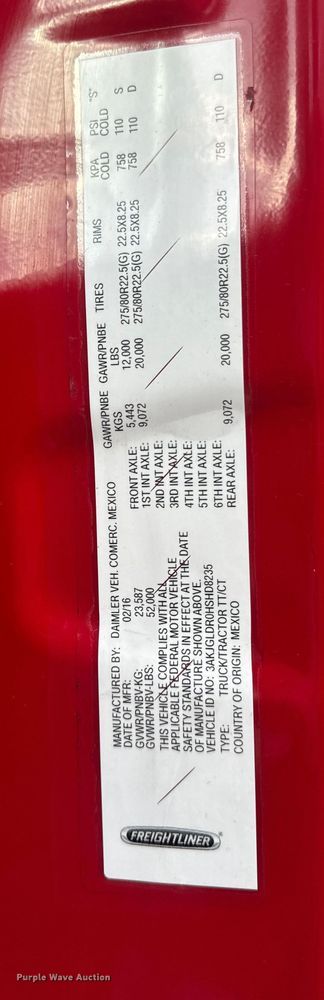 FREIGHTLINER
MANUFACTURED BY: DAIMLER VEH. COMERC. MEXICO
DATE OF MFR: 02/16
GVWR/PNBV-KG: 23,587
GVWR/PNBV-LBS: 52,000
THIS VEHICLE COMPLIES WITH ALL
APPLICABLE FEDERAL MOTOR VEHICLE
SAFETY STANDARDS IN EFFECT AT THE DATE
OF MANUFACTURE SHOWN ABOVE.
VEHICLE ID NO: 3AKJGLDR0HSHD8235
TYPE: TRUCK/TRACTOR TT/CT
COUNTRY OF ORIGIN: MEXICO
GAWR/PNBE GAWR/PNBE TIRES RIMS KPA PSI "S"
KGS LBS COLD COLD
FRONT AXLE: 5,443 12,000 275/80R22.5(G) 22.5X8.25 758 110 S
1ST INT AXLE: 9,072 20,000 275/80R22.5(G) 22.5X8.25 758 110 D
2ND INT AXLE:
3RD INT AXLE:
4TH INT AXLE:
5TH INT AXLE:
6TH INT AXLE:
REAR AXLE: 9,072 20,000 275/80R22.5(G) 22.5X8.25 758 110 D
Purple Wave Auction